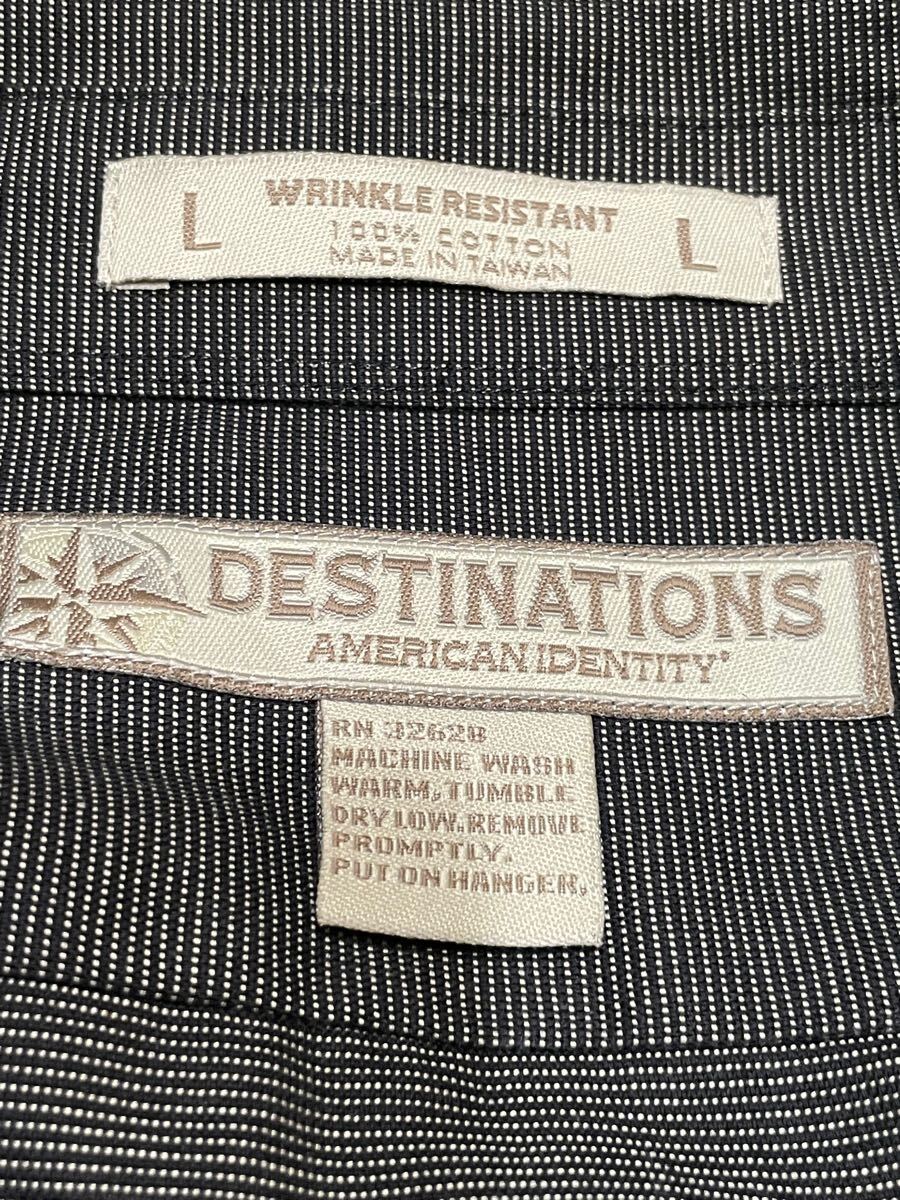 L WRINKLE RESISTANT L
100% COTTON
MADE IN TAIWAN
DESTINATIONS
AMERICAN IDENTITY®
RN 32628
MACHINE WASH
WARM, TUMBLE
DRY LOW. REMOVE
PROMPTLY.
PUT ON HANGER.